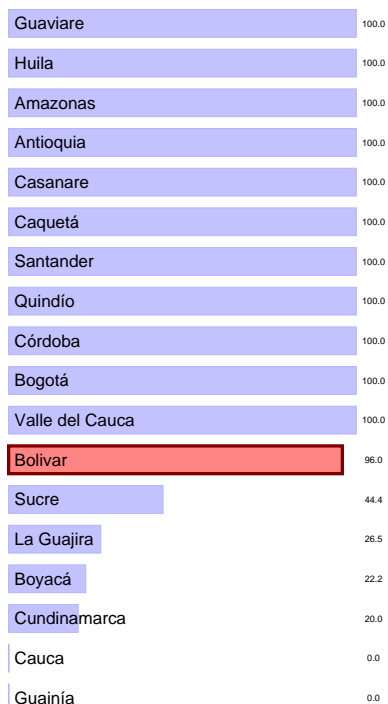 Guaviare 100.0
Huila 100.0
Amazonas 100.0
Antioquia 100.0
Casanare 100.0
Caquetá 100.0
Santander 100.0
Quindío 100.0
Córdoba 100.0
Bogotá 100.0
Valle del Cauca 100.0
Bolivar 96.0
Sucre 44.4
La Guajira 26.5
Boyacá 22.2
Cundinamarca 20.0
Cauca 0.0
Guainía 0.0